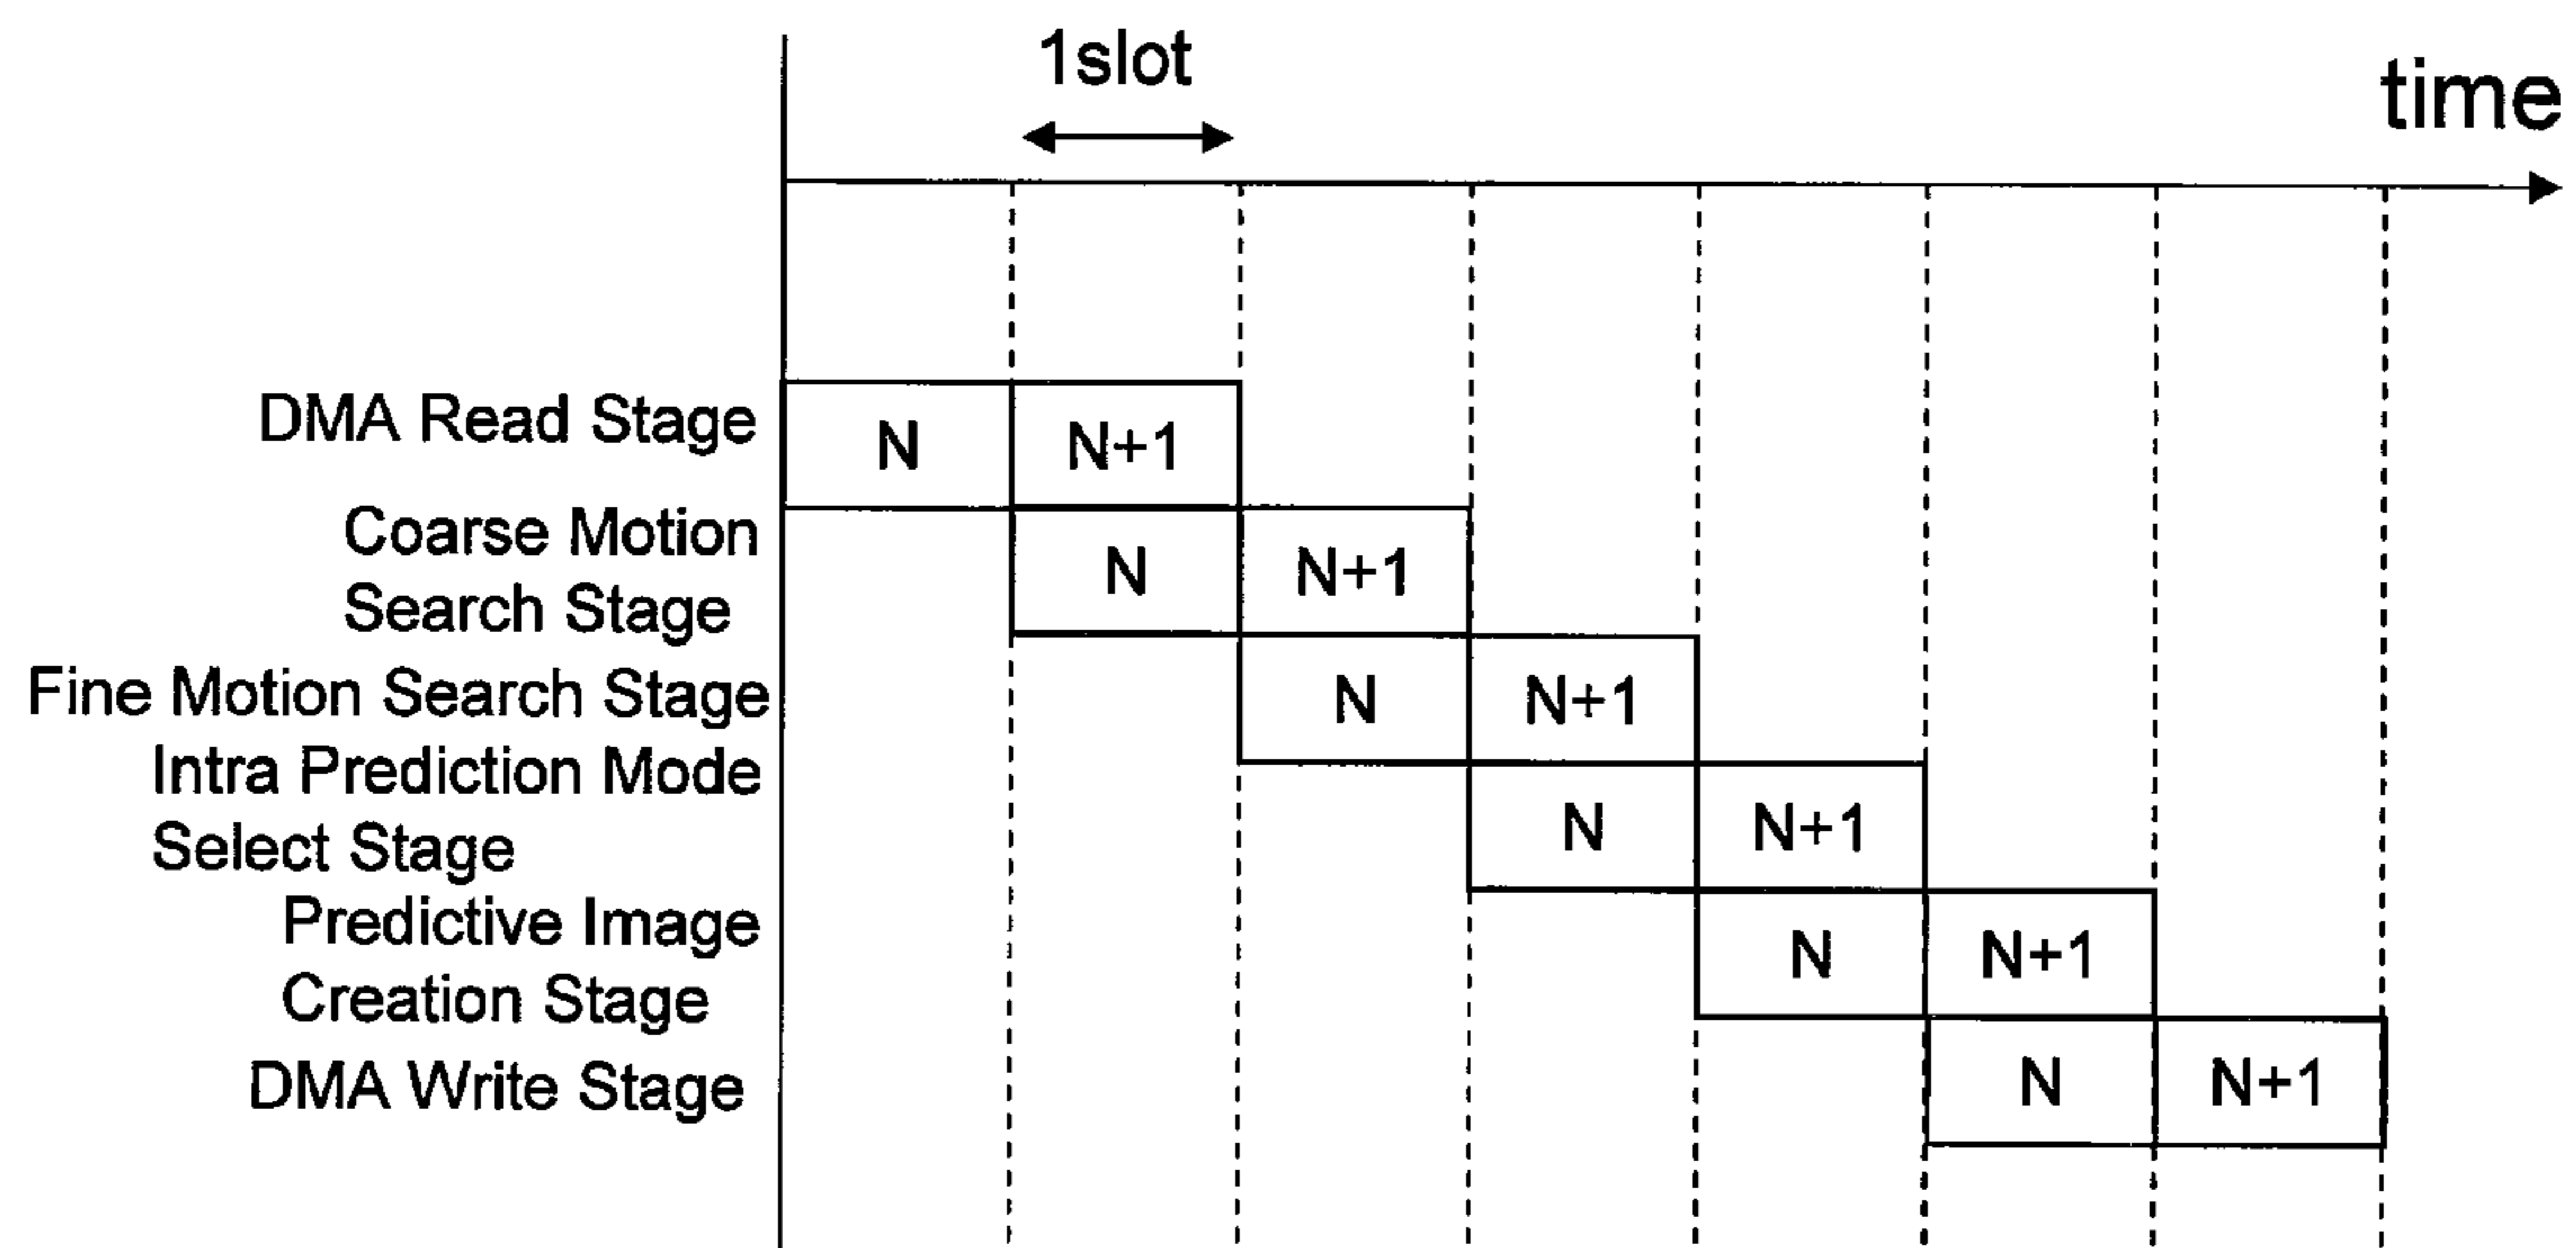 1slot
time
DMA Read Stage
N N+1
Coarse Motion
Search Stage
N N+1
Fine Motion Search Stage
N N+1
Intra Prediction Mode
Select Stage
N N+1
Predictive Image
Creation Stage
N N+1
DMA Write Stage
N N+1